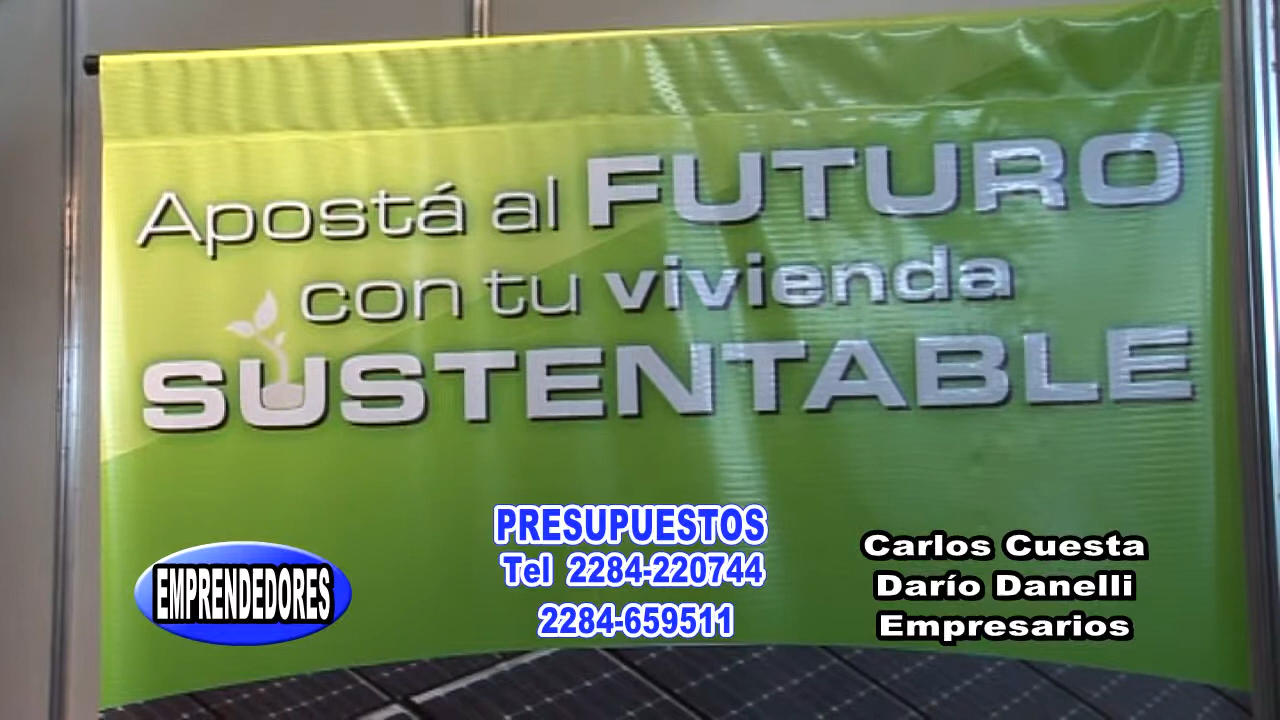 Apostá al FUTURO
con tu vivienda
SUSTENTABLE
PRESUPUESTOS
Tel 2284-220744
2284-659511
EMPRENDEDORES
Carlos Cuesta
Darío Danelli
Empresarios